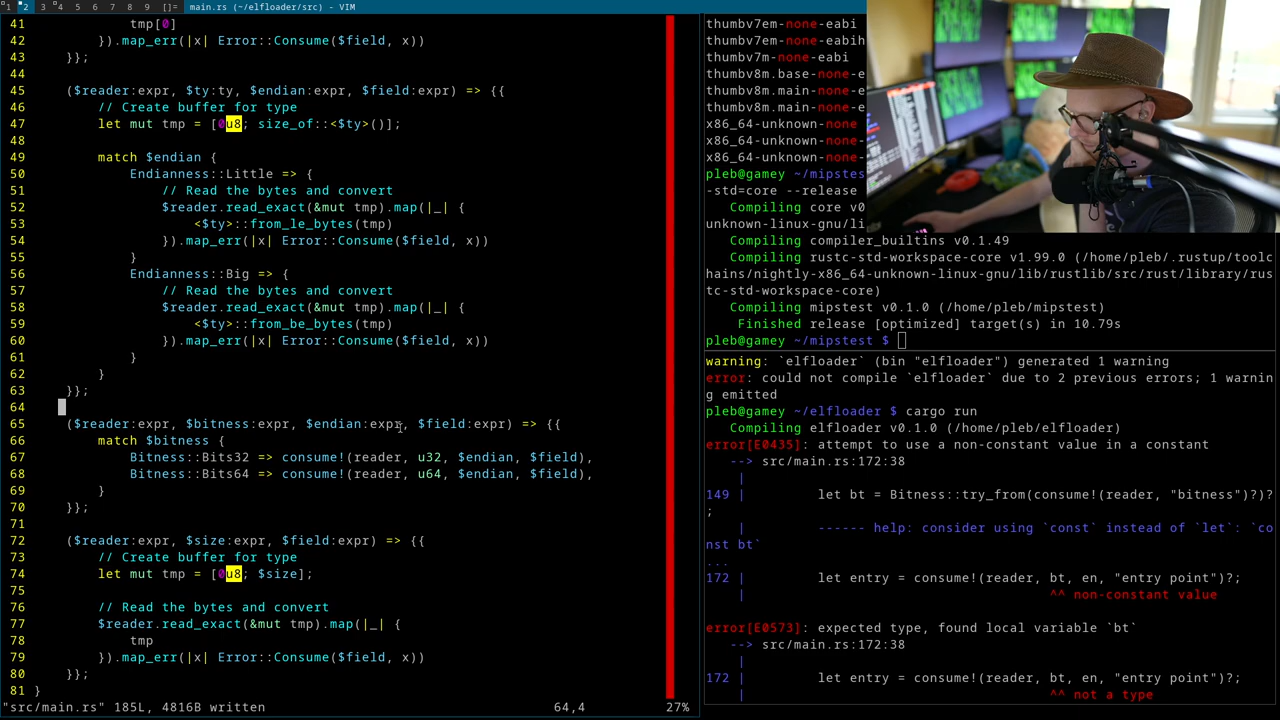 1 2 3 4 5 6 7 8 9 []= main.rs (~/elfloader/src) - VIM
41 tmp[0]
42 }).map_err(|x| Error::Consume($field, x))
43 }};
44
45 ($reader:expr, $ty:ty, $endian:expr, $field:expr) => {{
46 // Create buffer for type
47 let mut tmp = [0u8; size_of::<$ty>()];
48
49 match $endian {
50 Endianness::Little => {
51 // Read the bytes and convert
52 $reader.read_exact(&mut tmp).map(|_| {
53 <$ty>::from_le_bytes(tmp)
54 }).map_err(|x| Error::Consume($field, x))
55 }
56 Endianness::Big => {
57 // Read the bytes and convert
58 $reader.read_exact(&mut tmp).map(|_| {
59 <$ty>::from_be_bytes(tmp)
60 }).map_err(|x| Error::Consume($field, x))
61 }
62 }
63 }};
64
65 ($reader:expr, $bitness:expr, $endian:expr, $field:expr) => {{
66 match $bitness {
67 Bitness::Bits32 => consume!(reader, u32, $endian, $field),
68 Bitness::Bits64 => consume!(reader, u64, $endian, $field),
69 }
70 }};
71
72 ($reader:expr, $size:expr, $field:expr) => {{
73 // Create buffer for type
74 let mut tmp = [0u8; $size];
75
76 // Read the bytes and convert
77 $reader.read_exact(&mut tmp).map(|_| {
78 tmp
79 }).map_err(|x| Error::Consume($field, x))
80 }};
81 }
"src/main.rs" 185L, 4816B written 64,4 27%
thumbv7em-none-eabi
thumbv7em-none-eabih
thumbv7m-none-eabi
thumbv8m.base-none-e
thumbv8m.main-none-e
thumbv8m.main-none-e
x86_64-unknown-none
x86_64-unknown-none-
x86_64-unknown-none-
pleb@gamey ~/mipstes
-std=core --release
Compiling core v0
unknown-linux-gnu/li
Compiling compiler_builtins v0.1.49
Compiling rustc-std-workspace-core v1.99.0 (/home/pleb/.rustup/toolc
hains/nightly-x86_64-unknown-linux-gnu/lib/rustlib/src/rust/library/rus
tc-std-workspace-core)
Compiling mipstest v0.1.0 (/home/pleb/mipstest)
Finished release [optimized] target(s) in 10.79s
pleb@gamey ~/mipstest $
warning: `elfloader` (bin "elfloader") generated 1 warning
error: could not compile `elfloader` due to 2 previous errors; 1 warnin
g emitted
pleb@gamey ~/elfloader $ cargo run
Compiling elfloader v0.1.0 (/home/pleb/elfloader)
error[E0435]: attempt to use a non-constant value in a constant
--> src/main.rs:172:38
|
149 | let bt = Bitness::try_from(consume!(reader, "bitness")?)?
;
| ------ help: consider using `const` instead of `let`: `co
nst bt`
...
172 | let entry = consume!(reader, bt, en, "entry point")?;
| ^^ non-constant value
error[E0573]: expected type, found local variable `bt`
--> src/main.rs:172:38
|
172 | let entry = consume!(reader, bt, en, "entry point")?;
| ^^ not a type